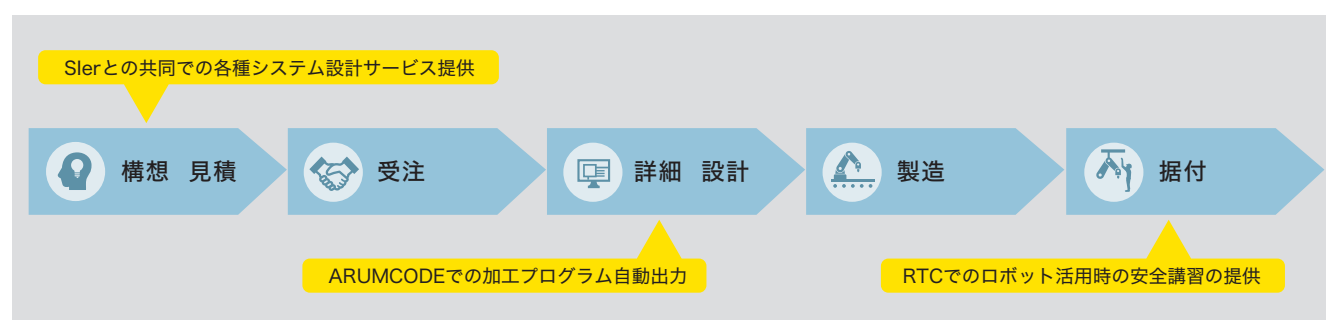 SIerとの共同での各種システム設計サービス提供
構想 見積
受注
詳細 設計
製造
据付
ARUMCODEでの加工プログラム自動出力
RTCでのロボット活用時の安全講習の提供